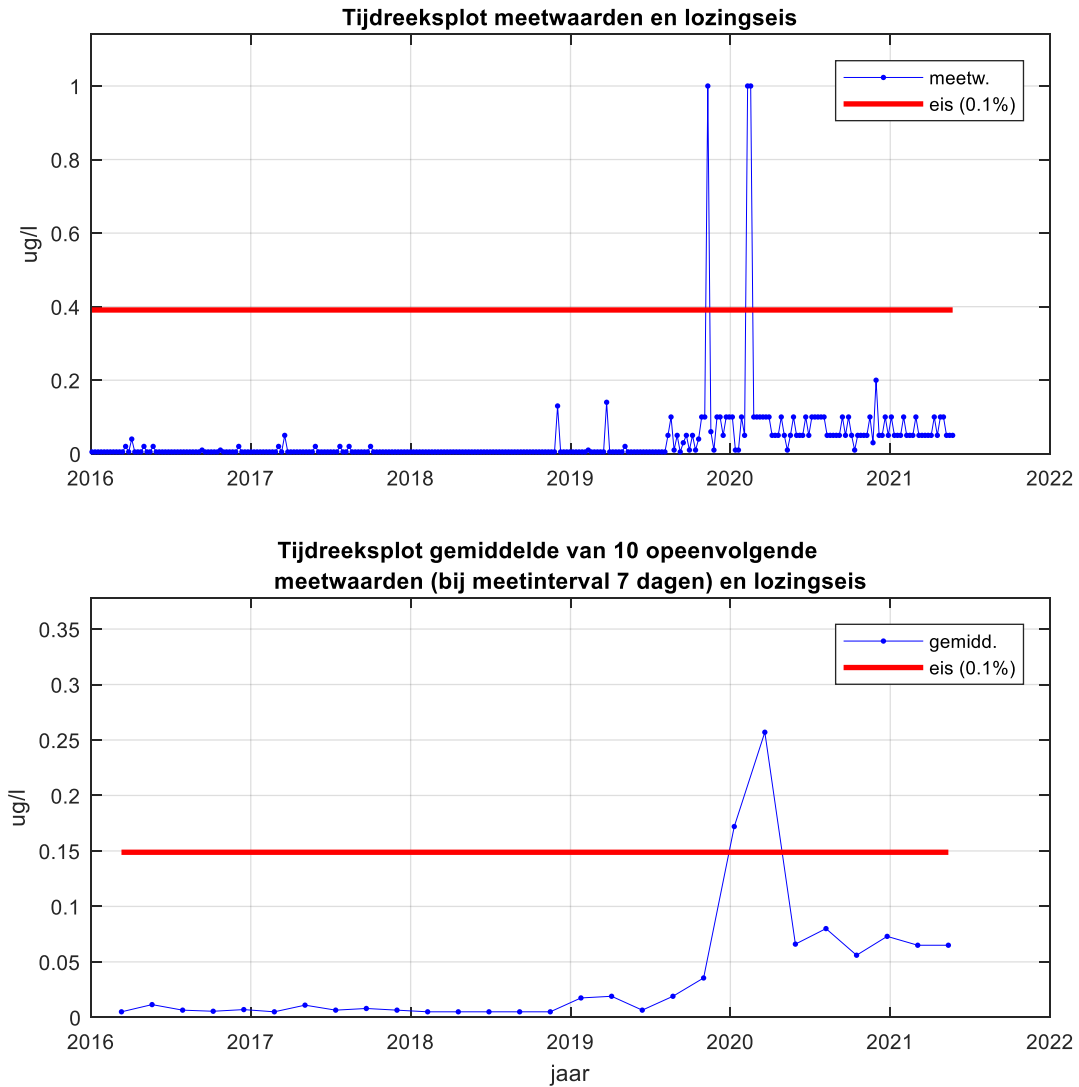 Tijdreeksplot meetwaarden en lozingseis
meetw.
eis (0.1%)
1
0.8
0.6
0.4
0.2
0
ug/l
2016 2017 2018 2019 2020 2021 2022
Tijdreeksplot gemiddelde van 10 opeenvolgende
meetwaarden (bij meetinterval 7 dagen) en lozingseis
gemidd.
eis (0.1%)
0.35
0.3
0.25
0.2
0.15
0.1
0.05
0
ug/l
2016 2017 2018 2019 2020 2021 2022
jaar